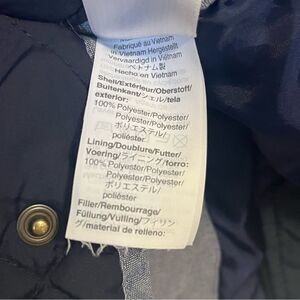 Fabriqué au Vietnam
In Vietnam Hergestellt
Vervaardigd in Vietnam
ベトナム製
Hecho en Vietnam
Shell/Extérieur/Oberstoff/
Buitenkant/シェル/tela
exterior:
100% Polyester/Polyester/
Polyester/Polyester/
ポリエステル/
poliéster
Lining/Doublure/Futter/
Voering/ライニング/forro:
100% Polyester/Polyester/
Polyester/Polyester/
ポリエステル/
poliéster
Filler/Rembourrage/
Füllung/Vulling/フィリン
グ/material de relleno: